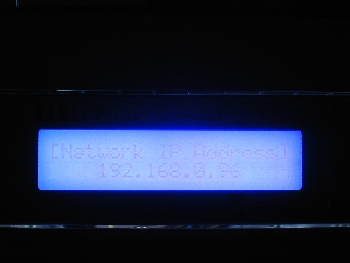 [Network IP Address]
192.168.0.96